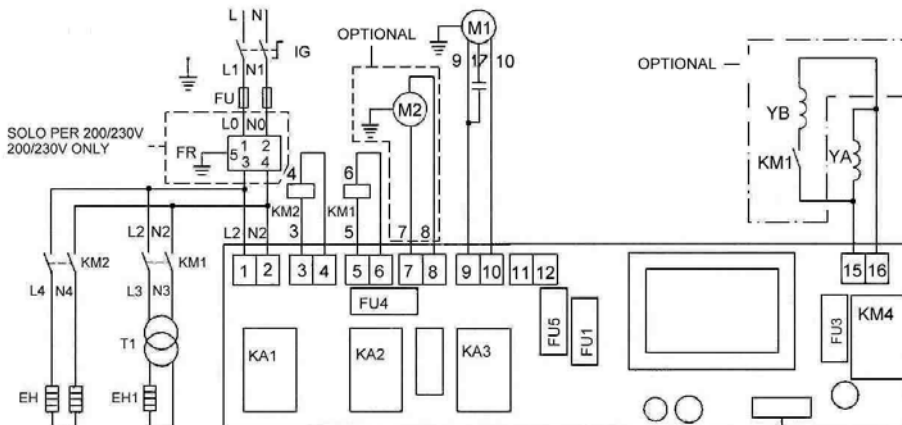 L N
IG
L1 N1
FU
L0 N0
SOLO PER 200/230V
200/230V ONLY
FR
5 1 2
3 4
OPTIONAL
M1
9 17 10
M2
OPTIONAL
YB
KM1
YA
4
KM2
3
6
KM1
5
7 8
L2 N2
L2 N2
KM2
KM1
L4 N4
L3 N3
T1
EH
EH1
1 2 3 4 5 6 7 8 9 10 11 12
15 16
FU4
KA1
KA2
KA3
FU5
FU1
FU3
KM4